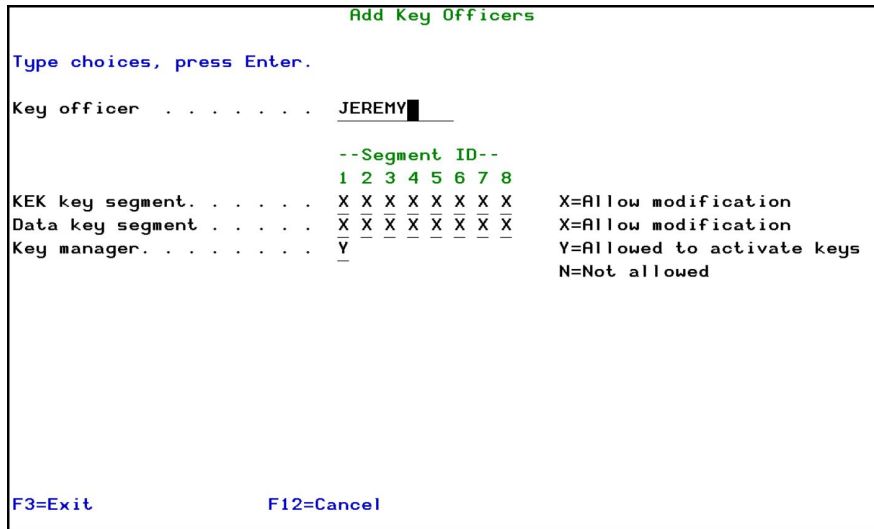 Add Key Officers
Type choices, press Enter.
Key officer . . . . . . . JEREMY
--Segment ID--
1 2 3 4 5 6 7 8
KEK key segment. . . . . . X X X X X X X X X=Allow modification
Data key segment . . . . . X X X X X X X X X=Allow modification
Key manager. . . . . . . . Y Y=Allowed to activate keys
N=Not allowed
F3=Exit F12=Cancel